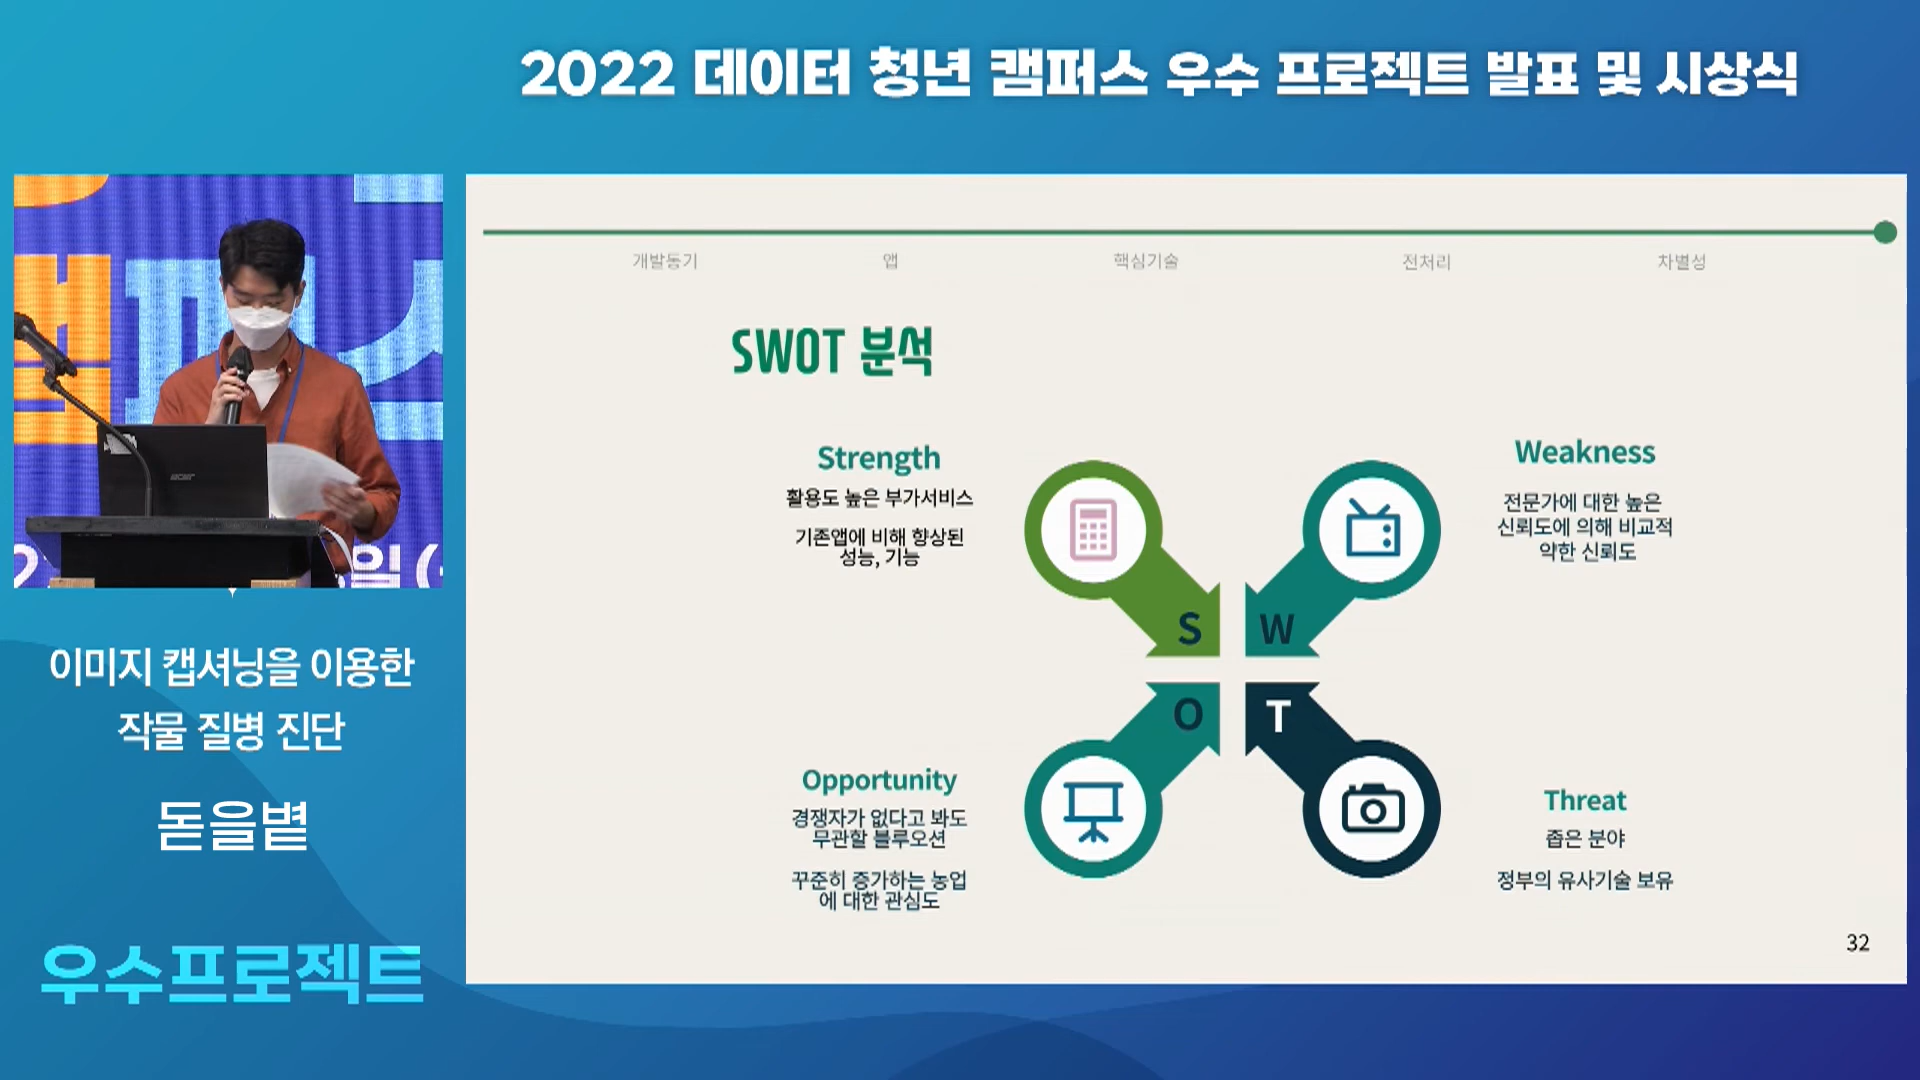 2022 데이터 청년 캠퍼스 우수 프로젝트 발표 및 시상식
개발동기
앱
핵심기술
전처리
차별성
SWOT 분석
Strength
활용도 높은 부가서비스
기존앱에 비해 향상된
성능, 기능
Weakness
전문가에 대한 높은
신뢰도에 의해 비교적
약한 신뢰도
S
W
O
T
Opportunity
경쟁자가 없다고 봐도
무관할 블루오션
꾸준히 증가하는 농업
에 대한 관심도
Threat
좁은 분야
정부의 유사기술 보유
32
acer
일(
이미지 캡셔닝을 이용한
작물 질병 진단
돋을볕
우수프로젝트